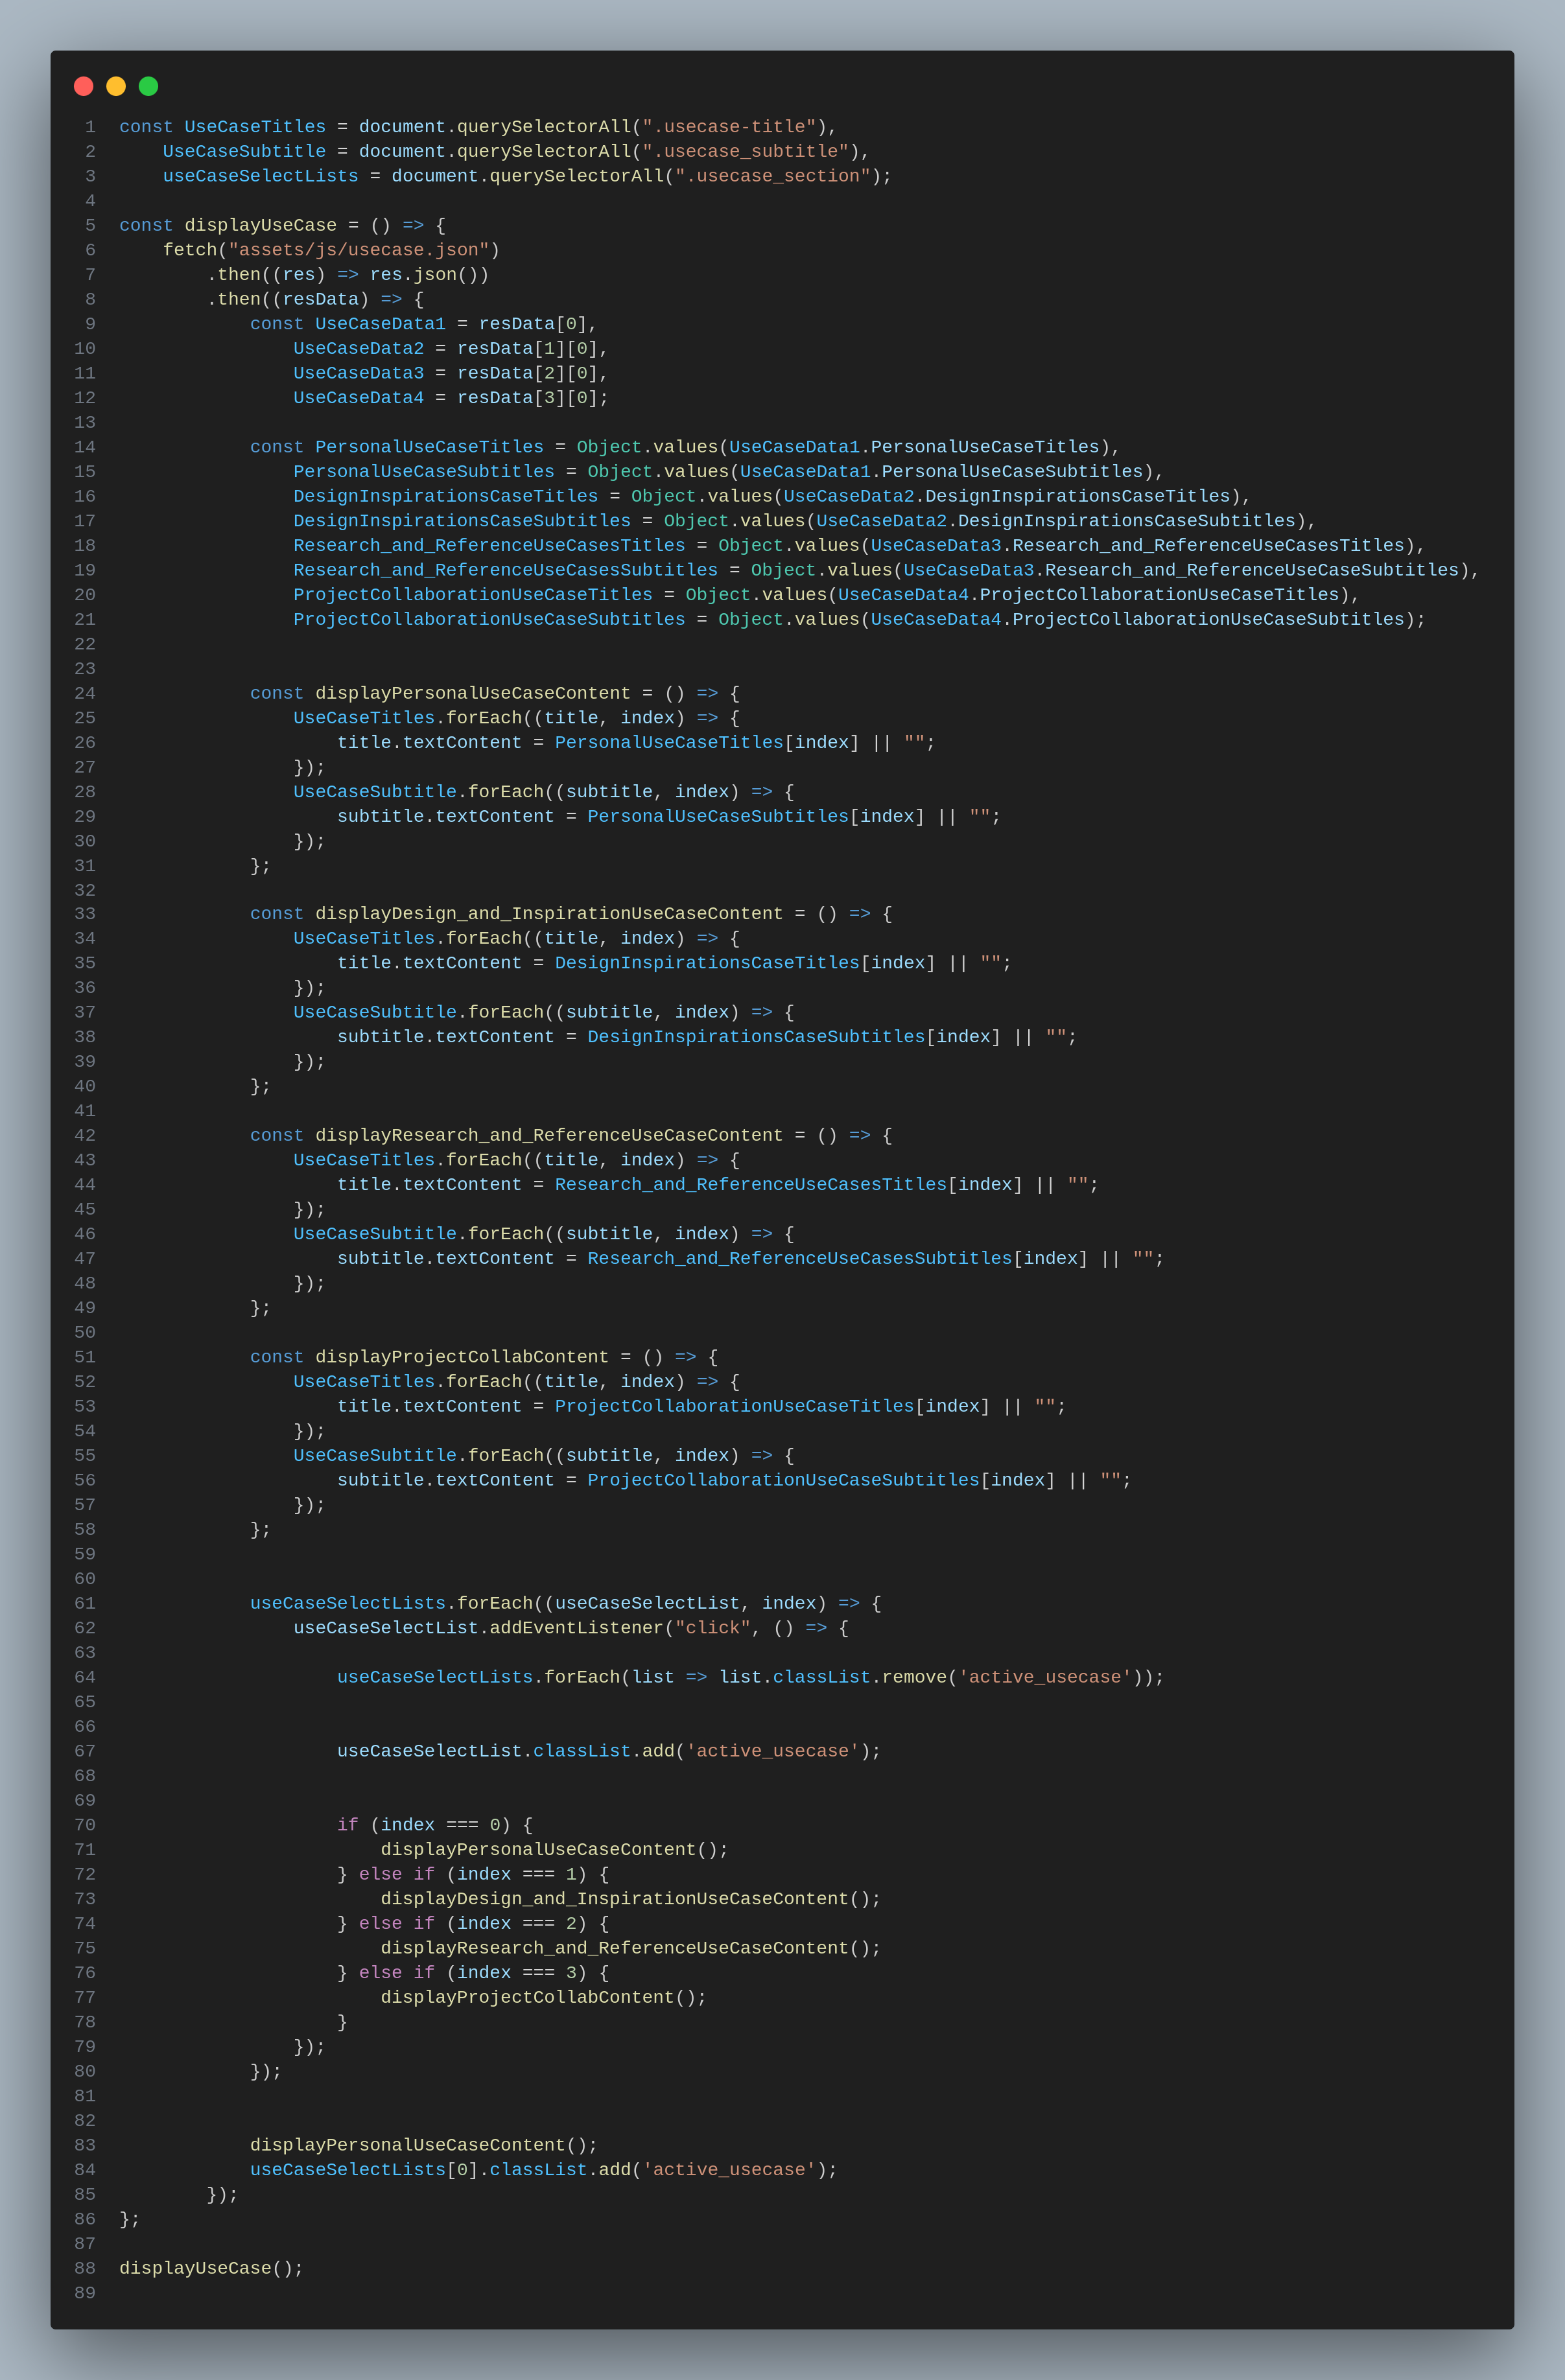 1 const UseCaseTitles = document.querySelectorAll(".usecase-title"),
2     UseCaseSubtitle = document.querySelectorAll(".usecase_subtitle"),
3     useCaseSelectLists = document.querySelectorAll(".usecase_section");
4
5 const displayUseCase = () => {
6     fetch("assets/js/usecase.json")
7         .then((res) => res.json())
8         .then((resData) => {
9             const UseCaseData1 = resData[0],
10                 UseCaseData2 = resData[1][0],
11                 UseCaseData3 = resData[2][0],
12                 UseCaseData4 = resData[3][0];
13
14             const PersonalUseCaseTitles = Object.values(UseCaseData1.PersonalUseCaseTitles),
15                 PersonalUseCaseSubtitles = Object.values(UseCaseData1.PersonalUseCaseSubtitles),
16                 DesignInspirationsCaseTitles = Object.values(UseCaseData2.DesignInspirationsCaseTitles),
17                 DesignInspirationsCaseSubtitles = Object.values(UseCaseData2.DesignInspirationsCaseSubtitles),
18                 Research_and_ReferenceUseCasesTitles = Object.values(UseCaseData3.Research_and_ReferenceUseCasesTitles),
19                 Research_and_ReferenceUseCasesSubtitles = Object.values(UseCaseData3.Research_and_ReferenceUseCaseSubtitles),
20                 ProjectCollaborationUseCaseTitles = Object.values(UseCaseData4.ProjectCollaborationUseCaseTitles),
21                 ProjectCollaborationUseCaseSubtitles = Object.values(UseCaseData4.ProjectCollaborationUseCaseSubtitles);
22
23
24             const displayPersonalUseCaseContent = () => {
25                 UseCaseTitles.forEach((title, index) => {
26                     title.textContent = PersonalUseCaseTitles[index] || "";
27                 });
28                 UseCaseSubtitle.forEach((subtitle, index) => {
29                     subtitle.textContent = PersonalUseCaseSubtitles[index] || "";
30                 });
31             };
32
33             const displayDesign_and_InspirationUseCaseContent = () => {
34                 UseCaseTitles.forEach((title, index) => {
35                     title.textContent = DesignInspirationsCaseTitles[index] || "";
36                 });
37                 UseCaseSubtitle.forEach((subtitle, index) => {
38                     subtitle.textContent = DesignInspirationsCaseSubtitles[index] || "";
39                 });
40             };
41
42             const displayResearch_and_ReferenceUseCaseContent = () => {
43                 UseCaseTitles.forEach((title, index) => {
44                     title.textContent = Research_and_ReferenceUseCasesTitles[index] || "";
45                 });
46                 UseCaseSubtitle.forEach((subtitle, index) => {
47                     subtitle.textContent = Research_and_ReferenceUseCasesSubtitles[index] || "";
48                 });
49             };
50
51             const displayProjectCollabContent = () => {
52                 UseCaseTitles.forEach((title, index) => {
53                     title.textContent = ProjectCollaborationUseCaseTitles[index] || "";
54                 });
55                 UseCaseSubtitle.forEach((subtitle, index) => {
56                     subtitle.textContent = ProjectCollaborationUseCaseSubtitles[index] || "";
57                 });
58             };
59
60
61             useCaseSelectLists.forEach((useCaseSelectList, index) => {
62                 useCaseSelectList.addEventListener("click", () => {
63
64                     useCaseSelectLists.forEach(list => list.classList.remove('active_usecase'));
65
66
67                     useCaseSelectList.classList.add('active_usecase');
68
69
70                     if (index === 0) {
71                         displayPersonalUseCaseContent();
72                     } else if (index === 1) {
73                         displayDesign_and_InspirationUseCaseContent();
74                     } else if (index === 2) {
75                         displayResearch_and_ReferenceUseCaseContent();
76                     } else if (index === 3) {
77                         displayProjectCollabContent();
78                     }
79                 });
80             });
81
82
83             displayPersonalUseCaseContent();
84             useCaseSelectLists[0].classList.add('active_usecase');
85         });
86 };
87
88 displayUseCase();
89